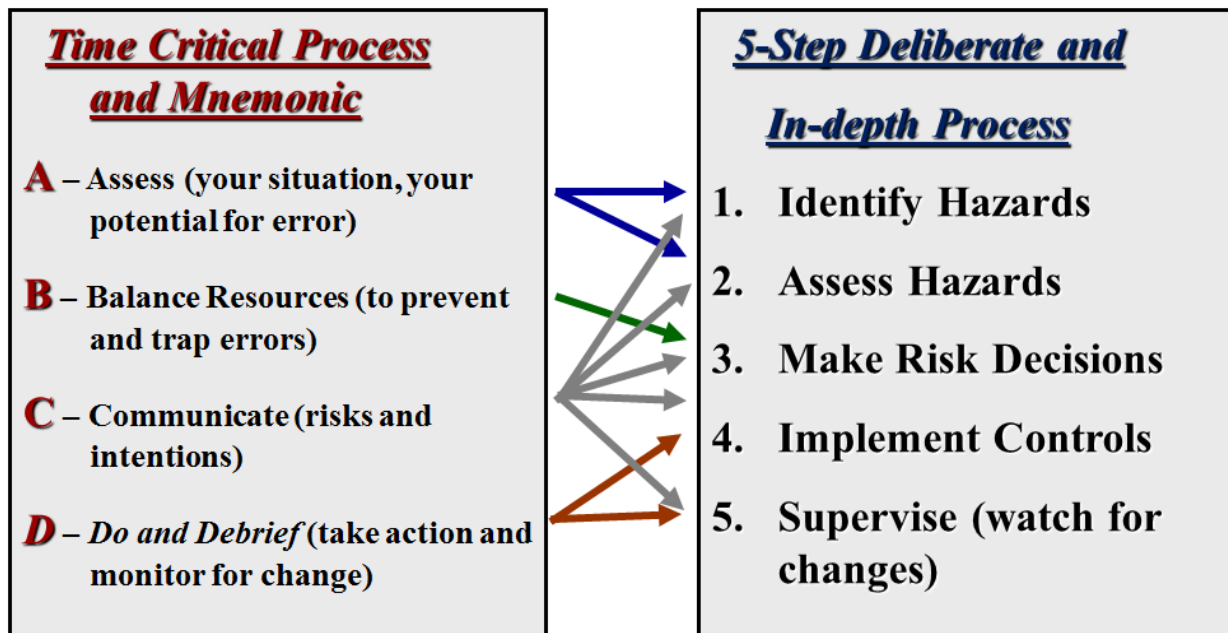 Time Critical Process
and Mnemonic
A – Assess (your situation, your
potential for error)
B – Balance Resources (to prevent
and trap errors)
C – Communicate (risks and
intentions)
D – Do and Debrief (take action and
monitor for change)
5-Step Deliberate and
In-depth Process
1. Identify Hazards
2. Assess Hazards
3. Make Risk Decisions
4. Implement Controls
5. Supervise (watch for
changes)